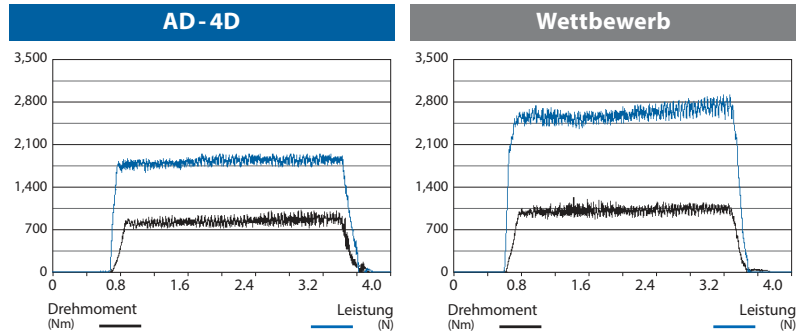 AD - 4D
3,500
2,800
2,100
1,400
700
0
0 0.8 1.6 2.4 3.2 4.0
Drehmoment
(Nm)
Leistung
(N)
Wettbewerb
3,500
2,800
2,100
1,400
700
0
0 0.8 1.6 2.4 3.2 4.0
Drehmoment
(Nm)
Leistung
(N)